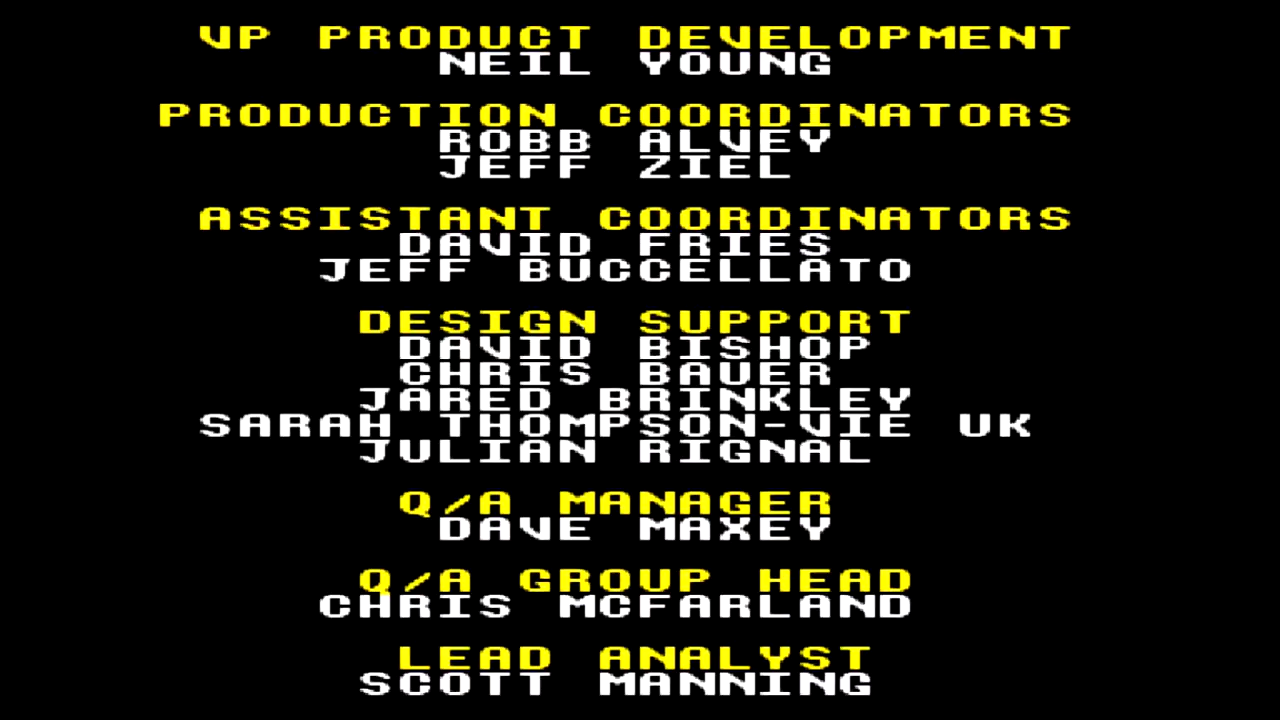 VP PRODUCT DEVELOPMENT
NEIL YOUNG
PRODUCTION COORDINATORS
ROBB ALVEY
JEFF ZIEL
ASSISTANT COORDINATORS
DAVID FRIES
JEFF BUCCELLATO
DESIGN SUPPORT
DAVID BISHOP
CHRIS BAUER
JARED BRINKLEY
SARAH THOMPSON-VIE UK
JULIAN RIGNAL
Q/A MANAGER
DAVE MAXEY
Q/A GROUP HEAD
CHRIS MCFARLAND
LEAD ANALYST
SCOTT MANNING